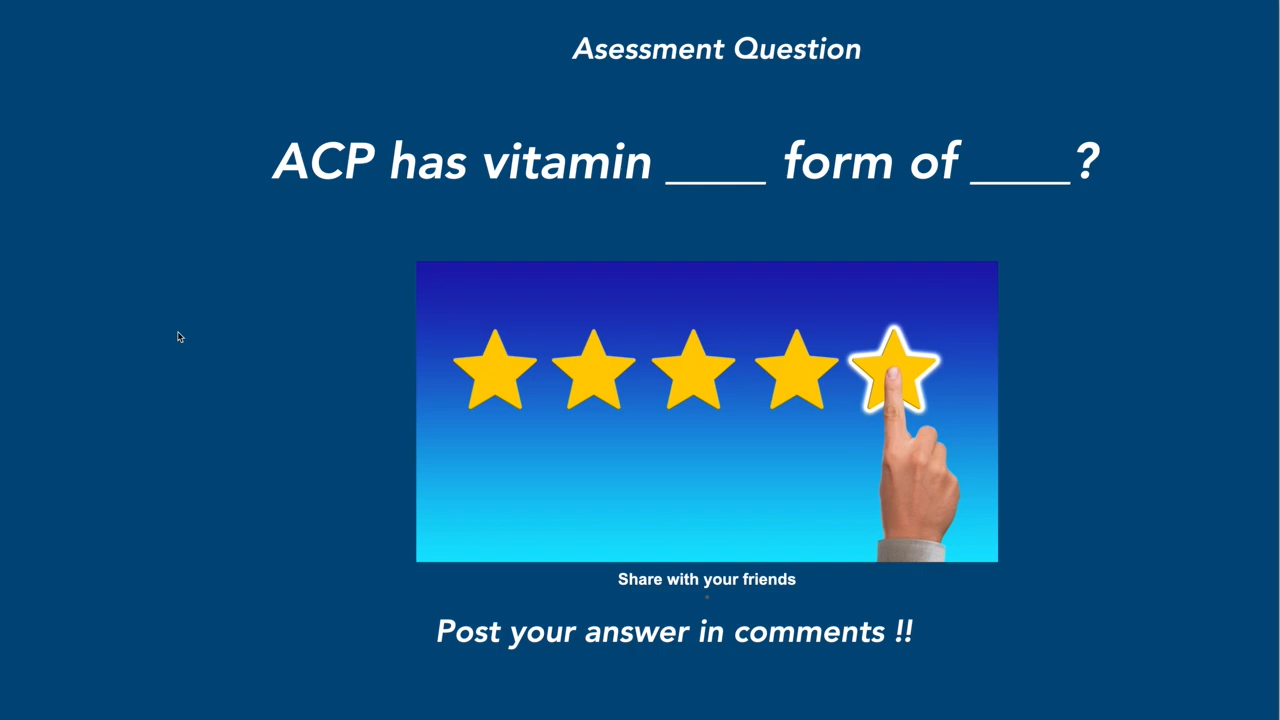 Asessment Question
ACP has vitamin ____ form of ____?
Share with your friends
Post your answer in comments !!